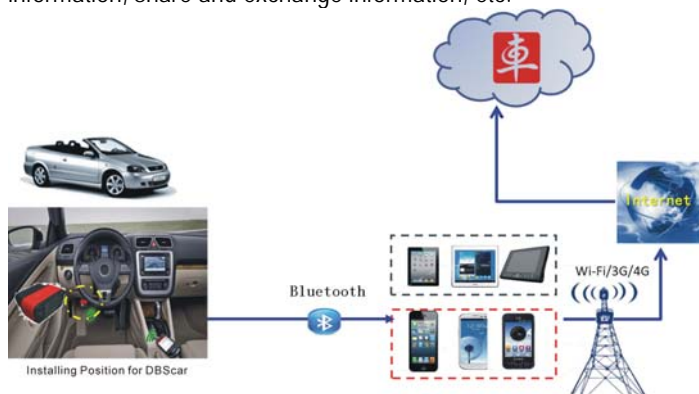 information, share and exchange information, etc.
車
Internet
Wi-Fi/3G/4G
Bluetooth
Installing Position for DBScar